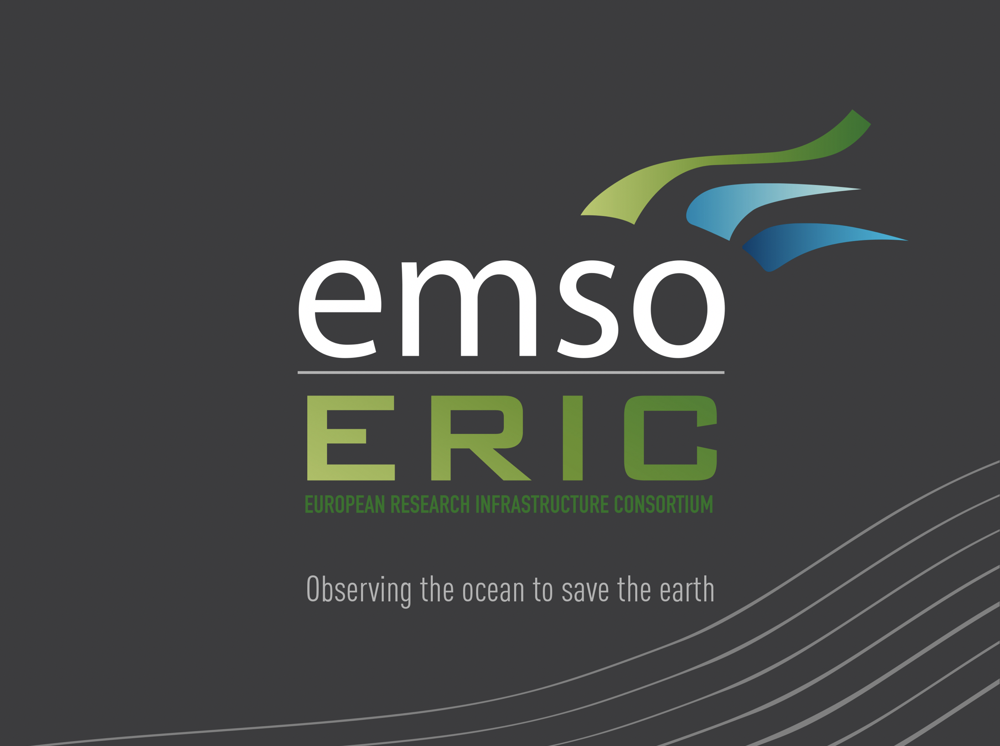 emso
ERIC
EUROPEAN RESEARCH INFRASTRUCTURE CONSORTIUM
Observing the ocean to save the earth